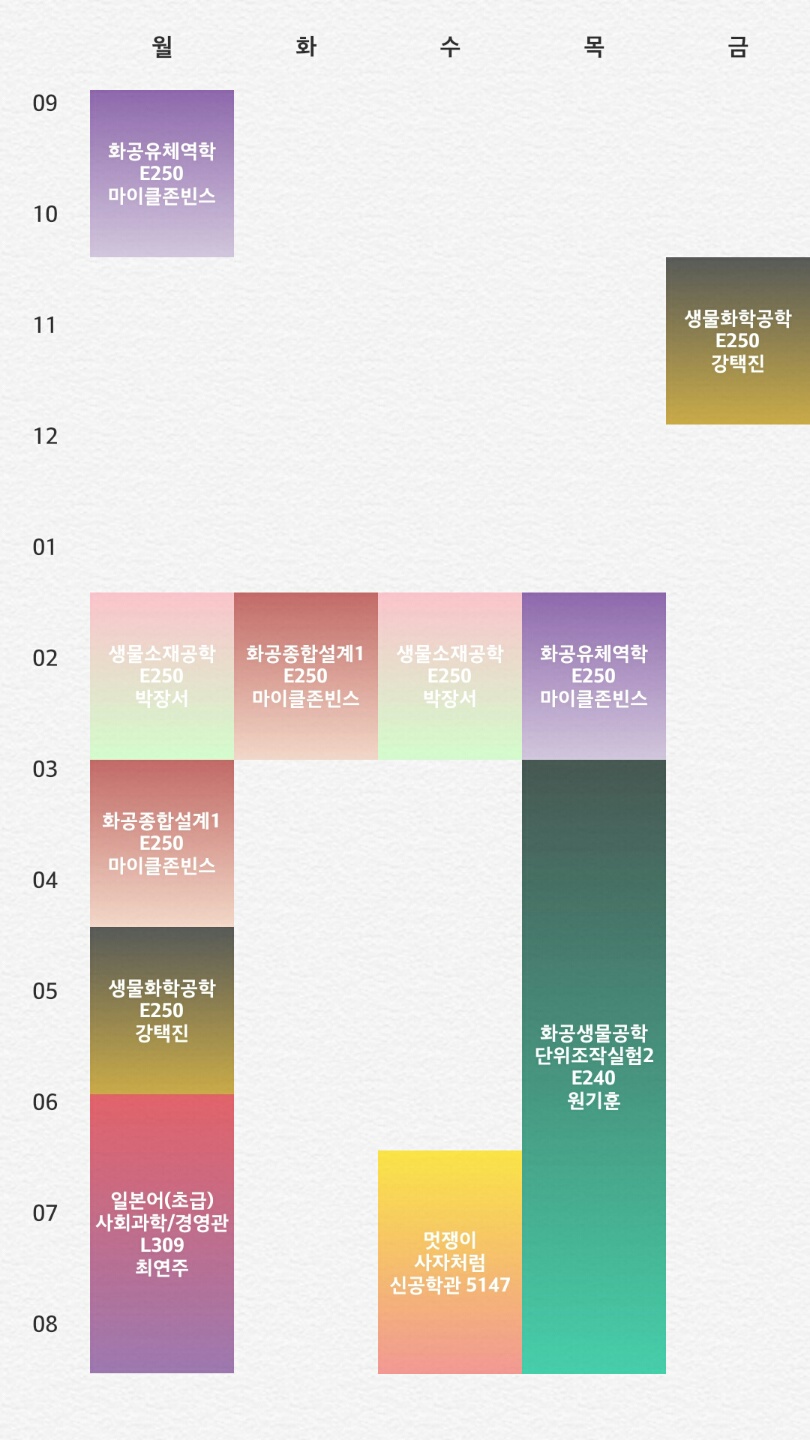 월 화 수 목 금
09
화공유체역학
E250
마이클존빈스
10
생물화학공학
E250
강택진
11
12
01
생물소재공학
E250
박장서
화공종합설계1
E250
마이클존빈스
생물소재공학
E250
박장서
화공유체역학
E250
마이클존빈스
02
03
화공종합설계1
E250
마이클존빈스
04
생물화학공학
E250
강택진
05
화공생물공학
단위조작실험2
E240
원기훈
06
일본어(초급)
사회과학/경영관
L309
최연주
07
멋쟁이
사자처럼
신공학관 5147
08